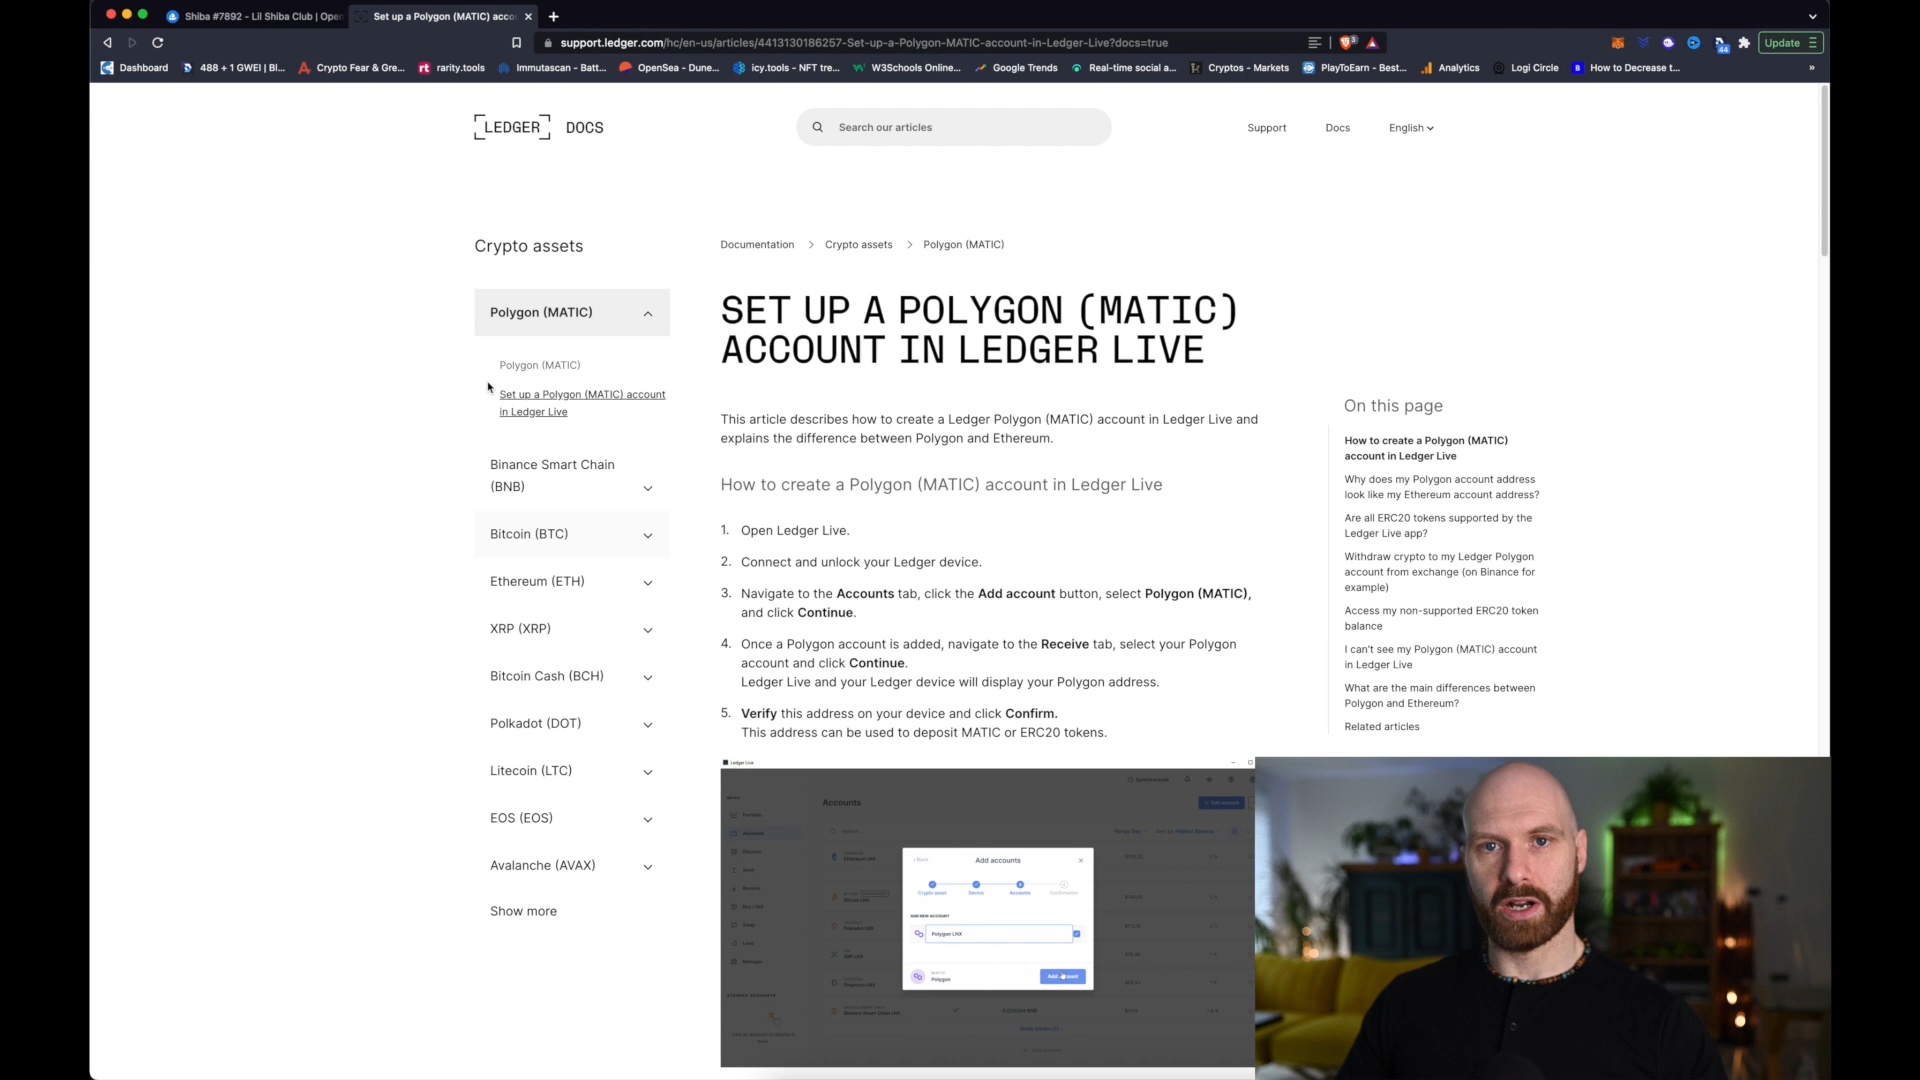 Shiba #7892 - Lil Shiba Club | Open
Set up a Polygon (MATIC) acco
support.ledger.com/hc/en-us/articles/4413130186257-Set-up-a-Polygon-MATIC-account-in-Ledger-Live?docs=true
Update
Dashboard
488 + 1 GWEI | Bl...
Crypto Fear & Gre...
rarity.tools
Immutascan - Batt...
OpenSea - Dune...
icy.tools - NFT tre...
W3Schools Online...
Google Trends
Real-time social a...
Cryptos - Markets
PlayToEarn - Best...
Analytics
Logi Circle
How to Decrease t...
LEDGER DOCS
Search our articles
Support
Docs
English
Crypto assets
Polygon (MATIC)
Polygon (MATIC)
Set up a Polygon (MATIC) account
in Ledger Live
Binance Smart Chain
(BNB)
Bitcoin (BTC)
Ethereum (ETH)
XRP (XRP)
Bitcoin Cash (BCH)
Polkadot (DOT)
Litecoin (LTC)
EOS (EOS)
Avalanche (AVAX)
Show more
Documentation > Crypto assets > Polygon (MATIC)
SET UP A POLYGON (MATIC)
ACCOUNT IN LEDGER LIVE
This article describes how to create a Ledger Polygon (MATIC) account in Ledger Live and
explains the difference between Polygon and Ethereum.
How to create a Polygon (MATIC) account in Ledger Live
1. Open Ledger Live.
2. Connect and unlock your Ledger device.
3. Navigate to the Accounts tab, click the Add account button, select Polygon (MATIC),
and click Continue.
4. Once a Polygon account is added, navigate to the Receive tab, select your Polygon
account and click Continue.
Ledger Live and your Ledger device will display your Polygon address.
5. Verify this address on your device and click Confirm.
This address can be used to deposit MATIC or ERC20 tokens.
Ledger Live
Accounts
Add accounts
Crypto asset
Device
Accounts
Confirmation
ADD NEW ACCOUNT
Polygon LNX
MATIC
Polygon
On this page
How to create a Polygon (MATIC)
account in Ledger Live
Why does my Polygon account address
look like my Ethereum account address?
Are all ERC20 tokens supported by the
Ledger Live app?
Withdraw crypto to my Ledger Polygon
account from exchange (on Binance for
example)
Access my non-supported ERC20 token
balance
I can't see my Polygon (MATIC) account
in Ledger Live
What are the main differences between
Polygon and Ethereum?
Related articles